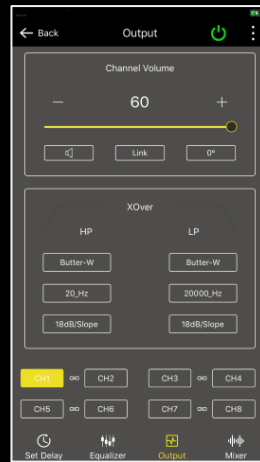 Back Output
Channel Volume
— 60 +
Link 0°
XOver
HP LP
Butter-W Butter-W
20_Hz 20000_Hz
18dB/Slope 18dB/Slope
CH1 CH2 CH3 CH4
CH5 CH6 CH7 CH8
Set Delay Equalizer Output Mixer